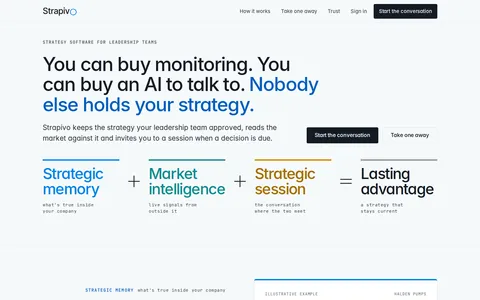 Strapivo
How it works
Take one away
Trust
Sign in
Start the conversation
STRATEGY SOFTWARE FOR LEADERSHIP TEAMS
You can buy monitoring. You
can buy an AI to talk to. Nobody
else holds your strategy.
Strapivo keeps the strategy your leadership team approved, reads the
market against it and invites you to a session when a decision is due.
Start the conversation
Take one away
Strategic
memory
what's true inside
your company
+
Market
intelligence
live signals from
outside it
+
Strategic
session
the conversation
where the two meet
=
Lasting
advantage
a strategy that
stays current
STRATEGIC MEMORY what's true inside your company
ILLUSTRATIVE EXAMPLE
HALDEN PUMPS